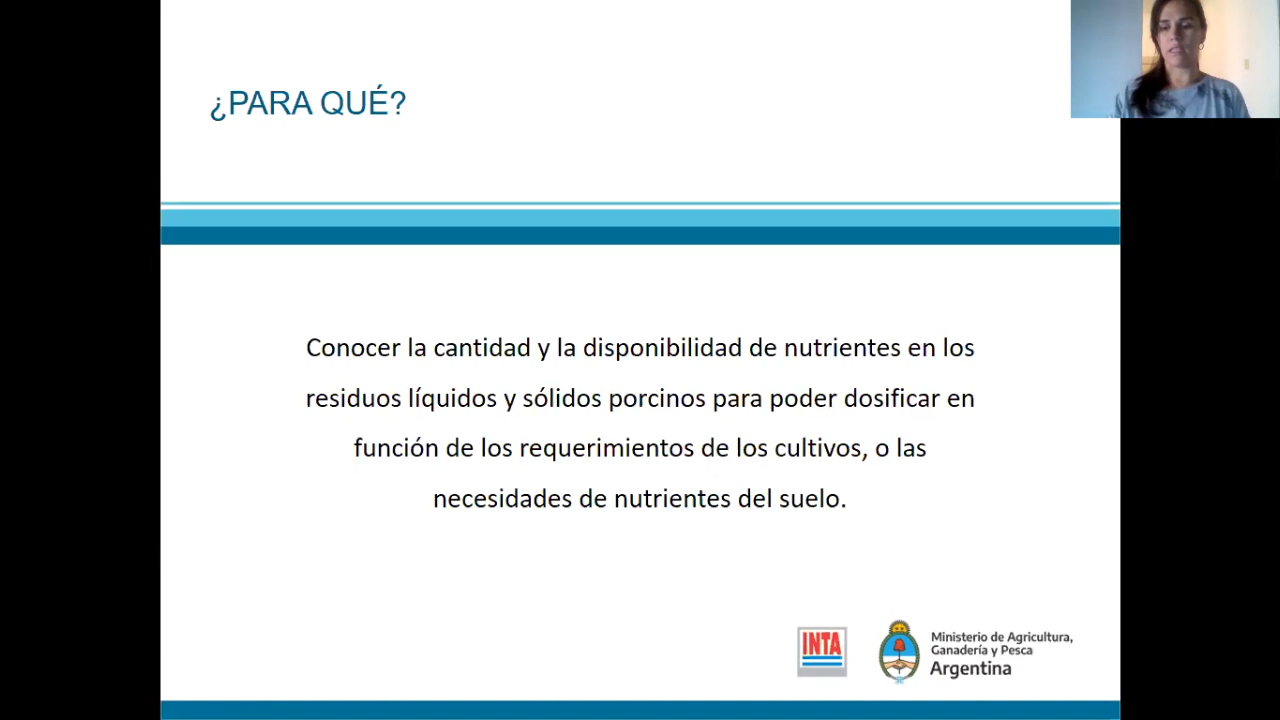 ¿PARA QUÉ?
Conocer la cantidad y la disponibilidad de nutrientes en los
residuos líquidos y sólidos porcinos para poder dosificar en
función de los requerimientos de los cultivos, o las
necesidades de nutrientes del suelo.
INTA
Ministerio de Agricultura,
Ganadería y Pesca
Argentina